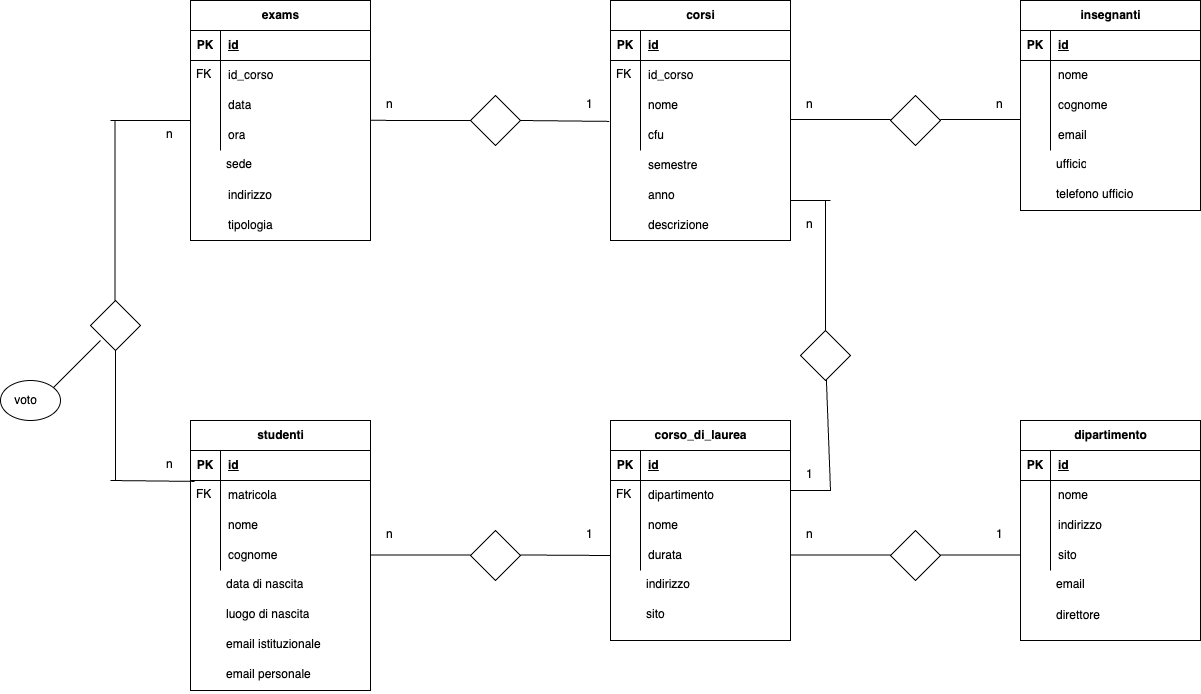 exams
PK id
FK id_corso
data
ora
sede
indirizzo
tipologia
corsi
PK id
FK id_corso
nome
cfu
semestre
anno
descrizione
insegnanti
PK id
nome
cognome
email
ufficio
telefono ufficio
n
n
1
n
n
n
voto
studenti
PK id
FK matricola
nome
cognome
data di nascita
luogo di nascita
email istituzionale
email personale
corso_di_laurea
PK id
FK dipartimento
nome
durata
indirizzo
sito
dipartimento
PK id
nome
indirizzo
sito
email
direttore
n
n
1
1
n
1